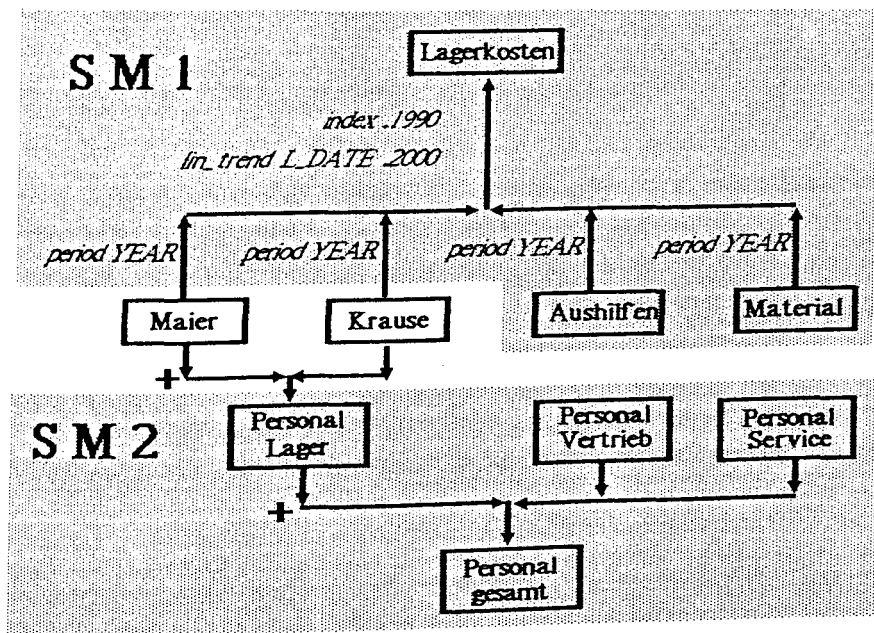 Lagerkosten
S M 1
index .1990
lin_trend L_DATE .2000
period YEAR period YEAR period YEAR period YEAR
Maier Krause Aushilfen Material
+
Personal
Lager
Personal
Vertrieb
Personal
Service
S M 2
+
Personal
gesamt